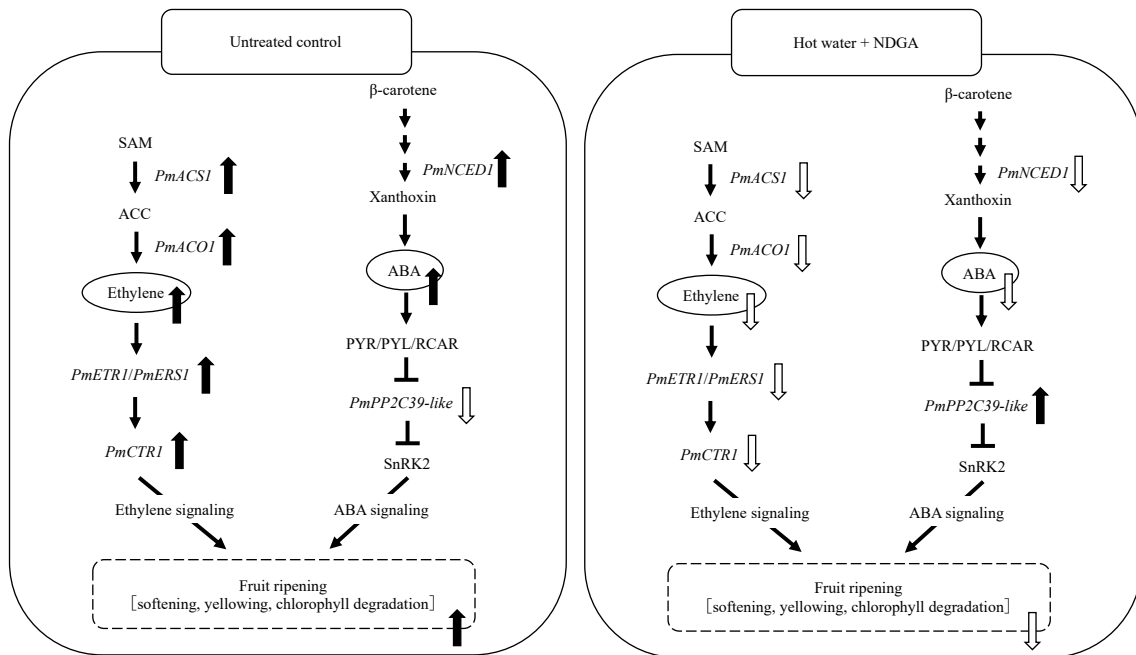 Untreated control
β-carotene
SAM
PmACS1
PmNCED1
ACC
Xanthoxin
PmACO1
ABA
Ethylene
PYR/PYL/RCAR
PmETR1/PmERS1
PmPP2C39-like
PmCTR1
SnRK2
Ethylene signaling
ABA signaling
Fruit ripening
[softening, yellowing, chlorophyll degradation]
Hot water + NDGA
β-carotene
SAM
PmACS1
PmNCED1
ACC
Xanthoxin
PmACO1
ABA
Ethylene
PYR/PYL/RCAR
PmETR1/PmERS1
PmPP2C39-like
PmCTR1
SnRK2
Ethylene signaling
ABA signaling
Fruit ripening
[softening, yellowing, chlorophyll degradation]